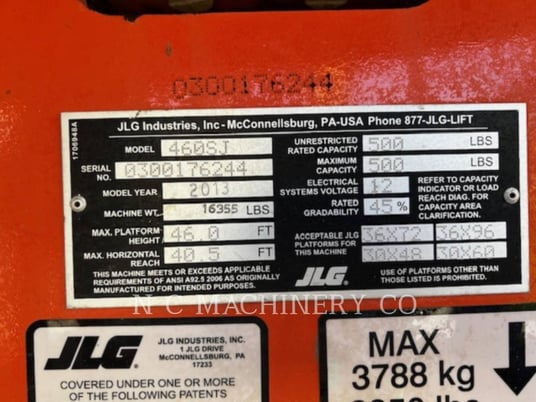 0300176244
1706948A
JLG Industries, Inc - McConnellsburg, PA-USA Phone 877-JLG-LIFT
MODEL 460SJ
SERIAL NO. 0300176244
MODEL YEAR 2013
MACHINE WT. 16355 LBS
MAX. PLATFORM HEIGHT 46.0 FT
MAX. HORIZONTAL REACH 40.5 FT
THIS MACHINE MEETS OR EXCEEDS APPLICABLE
REQUIREMENTS OF ANSI A92.5 2006 AS ORIGINALLY
MANUFACTURED FOR INTENDED APPLICATIONS.
UNRESTRICTED RATED CAPACITY 500 LBS
MAXIMUM CAPACITY 500 LBS
ELECTRICAL SYSTEMS VOLTAGE 12
RATED GRADABILITY 45 %
REFER TO CAPACITY
INDICATOR OR LOAD
REACH DIAG. FOR
CAPACITY AREA
CLARIFICATION.
ACCEPTABLE JLG PLATFORMS FOR THIS MACHINE
36X72 36X96
30X48 30X60
JLG
USE OF PLATFORMS OTHER THAN
THOSE LISTED IS PROHIBITED.
N C MACHINERY CO
JLG
JLG INDUSTRIES, INC.
1 JLG DRIVE
McCONNELLSBURG, PA
17233
COVERED UNDER ONE OR MORE
OF THE FOLLOWING PATENTS
MAX
3788 kg